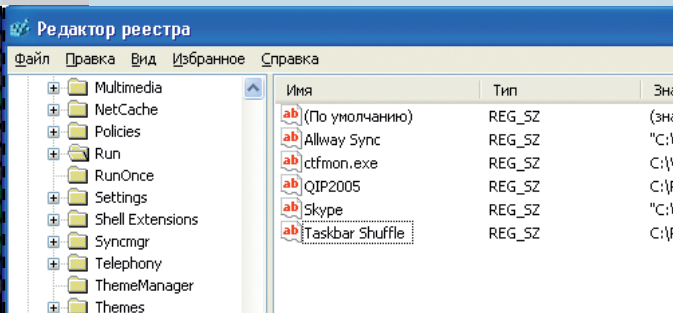 Редактор реестра
Файл Правка Вид Избранное Справка
Multimedia
NetCache
Policies
Run
RunOnce
Settings
Shell Extensions
Syncmgr
Telephony
ThemeManager
Themes
Имя Тип
(По умолчанию) REG_SZ
Allway Sync REG_SZ
ctfmon.exe REG_SZ
QIP2005 REG_SZ
Skype REG_SZ
Taskbar Shuffle REG_SZ